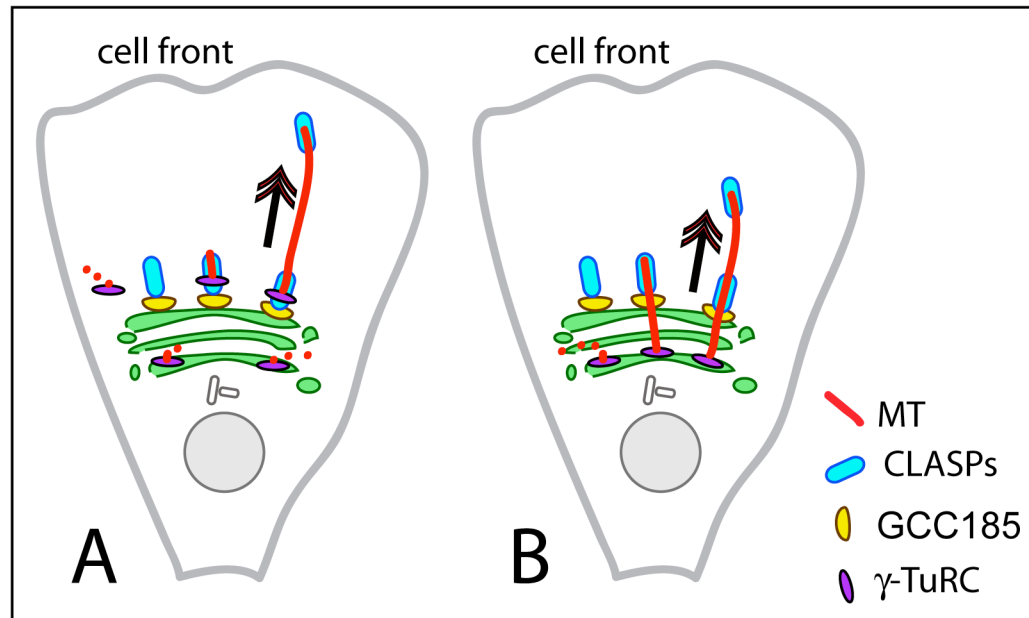 cell front
cell front
A
B
MT
CLASPs
GCC185
γ-TuRC